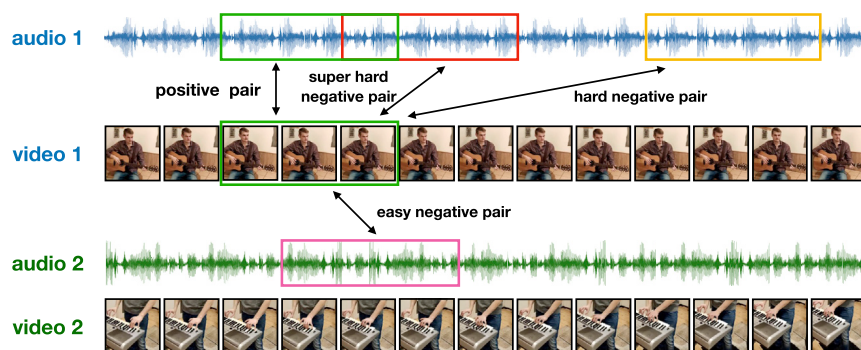 audio 1
positive pair
super hard
negative pair
hard negative pair
video 1
easy negative pair
audio 2
video 2